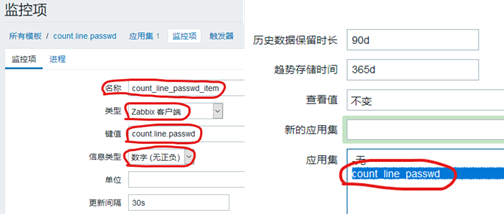 监控项
所有模板 / count.line.passwd 应用集 1 监控项 触发器
监控项 进程
名称 count_line_passwd_item
类型 Zabbix 客户端
键值 count.line.passwd
信息类型 数字 (无正负)
单位
更新间隔 30s
历史数据保留时长 90d
趋势存储时间 365d
查看值 不变
新的应用集
应用集 -无-
count_line_passwd